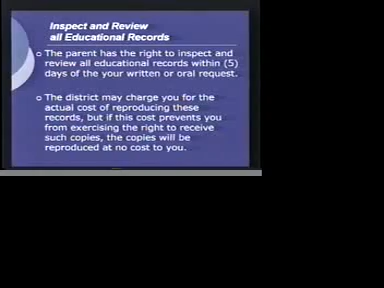 Inspect and Review
all Educational Records
The parent has the right to inspect and
review all educational records within (5)
days of the your written or oral request.
The district may charge you for the
actual cost of reproducing these
records, but if this cost prevents you
from exercising the right to receive
such copies, the copies will be
reproduced at no cost to you.